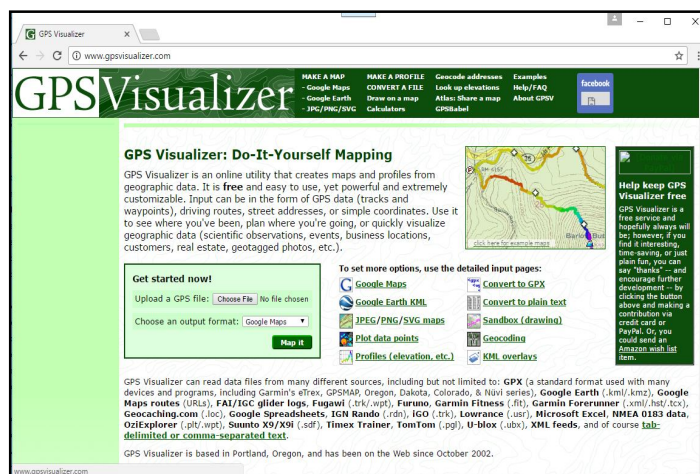 GPS Visualizer
www.gpsvisualizer.com
GPSVisualizer
MAKE A MAP
- Google Maps
- Google Earth
- JPG/PNG/SVG
MAKE A PROFILE
CONVERT A FILE
Draw on a map
Calculators
Geocode addresses
Look up elevations
Atlas: Share a map
GPSBabel
Examples
Help/FAQ
About GPSV
facebook
GPS Visualizer: Do-It-Yourself Mapping
GPS Visualizer is an online utility that creates maps and profiles from
geographic data. It is free and easy to use, yet powerful and extremely
customizable. Input can be in the form of GPS data (tracks and
waypoints), driving routes, street addresses, or simple coordinates. Use it
to see where you've been, plan where you're going, or quickly visualize
geographic data (scientific observations, events, business locations,
customers, real estate, geotagged photos, etc.).
click here for example maps
Help keep GPS
Visualizer free
GPS Visualizer is a
free service and
hopefully always will
be; however, if you
find it interesting,
time-saving, or just
plain fun, you can
say "thanks" -- and
encourage further
development -- by
clicking the button
above and making a
contribution via
credit card or
PayPal. Or, you
could send an
Amazon wish list
item.
Get started now!
Upload a GPS file: Choose File No file chosen
Choose an output format: Google Maps
Map it
To set more options, use the detailed input pages:
Google Maps
Google Earth KML
JPEG/PNG/SVG maps
Plot data points
Profiles (elevation, etc.)
Convert to GPX
Convert to plain text
Sandbox (drawing)
Geocoding
KML overlays
GPS Visualizer can read data files from many different sources, including but not limited to: GPX (a standard format used with many
devices and programs, including Garmin's eTrex, GPSMAP, Oregon, Dakota, Colorado, & Nüvi series), Google Earth (.kml/.kmz), Google
Maps routes (URLs), FAI/IGC glider logs, Fugawi (.trk/.wpt), Furuno, Garmin Fitness (.fit), Garmin Forerunner (.xml/.hst/.tcx),
Geocaching.com (.loc), Google Spreadsheets, IGN Rando (.rdn), iGO (.trk), Lowrance (.usr), Microsoft Excel, NMEA 0183 data,
OziExplorer (.plt/.wpt), Suunto X9/X9i (.sdf), Timex Trainer, TomTom (.pgl), U-blox (.ubx), XML feeds, and of course tab-
delimited or comma-separated text.
GPS Visualizer is based in Portland, Oregon, and has been on the Web since October 2002.
www.gpsvisualizer.com